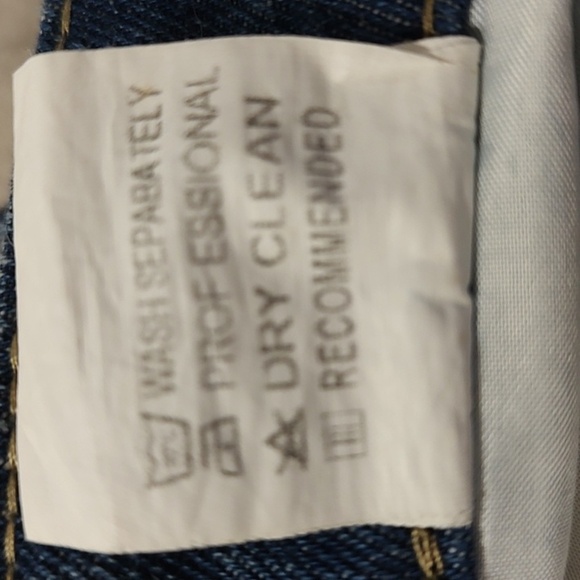 WASH SEPABATELY
PROFESSIONAL
DRY CLEAN
RECOMMENDED